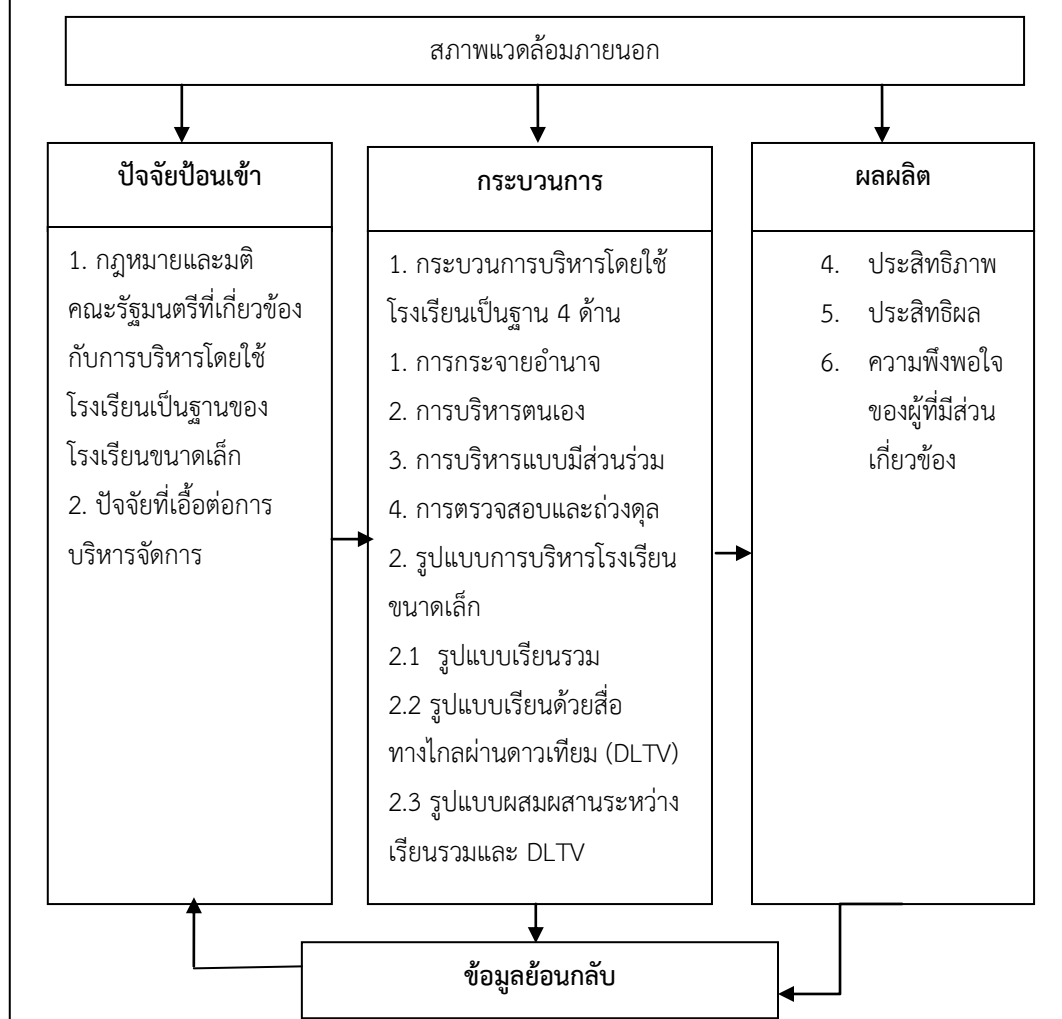 สภาพแวดล้อมภายนอก
ปัจจัยป้อนเข้า
1. กฎหมายและมติ
คณะรัฐมนตรีที่เกี่ยวข้อง
กับการบริหารโดยใช้
โรงเรียนเป็นฐานของ
โรงเรียนขนาดเล็ก
2. ปัจจัยที่เอื้อต่อการ
บริหารจัดการ
กระบวนการ
1. กระบวนการบริหารโดยใช้
โรงเรียนเป็นฐาน 4 ด้าน
1. การกระจายอำนาจ
2. การบริหารตนเอง
3. การบริหารแบบมีส่วนร่วม
4. การตรวจสอบและถ่วงดุล
2. รูปแบบการบริหารโรงเรียน
ขนาดเล็ก
2.1 รูปแบบเรียนรวม
2.2 รูปแบบเรียนด้วยสื่อ
ทางไกลผ่านดาวเทียม (DLTV)
2.3 รูปแบบผสมผสานระหว่าง
เรียนรวมและ DLTV
ผลผลิต
4. ประสิทธิภาพ
5. ประสิทธิผล
6. ความพึงพอใจ
ของผู้ที่มีส่วน
เกี่ยวข้อง
ข้อมูลย้อนกลับ